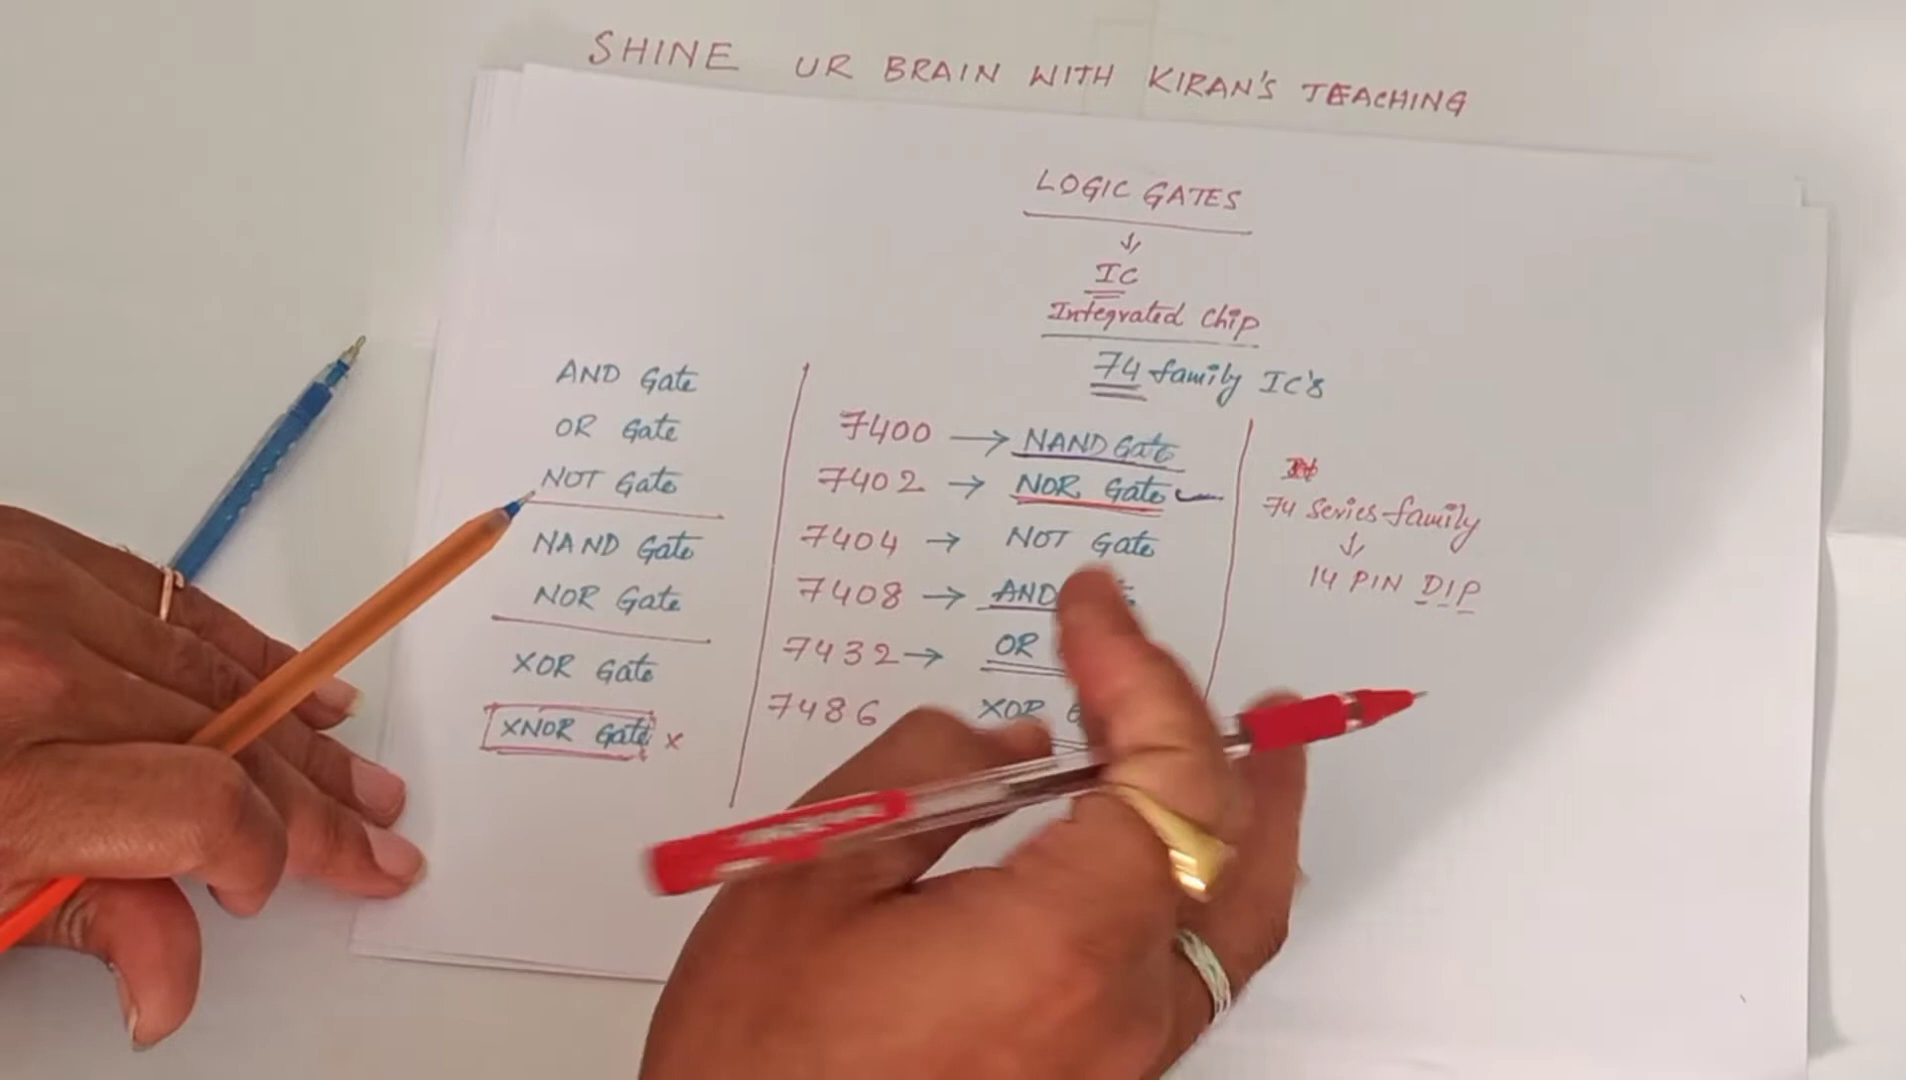 SHINE UR BRAIN WITH KIRAN'S TEACHING
LOGIC GATES
IC
Integrated Chip
74 family IC's
AND Gate
OR Gate
NOT Gate
NAND Gate
NOR Gate
XOR Gate
XNOR Gate x
7400 → NAND Gate
7402 → NOR Gate
7404 → NOT Gate
7408 → AND
7432 → OR
7486 XOR G
74 Series family
14 PIN DIP